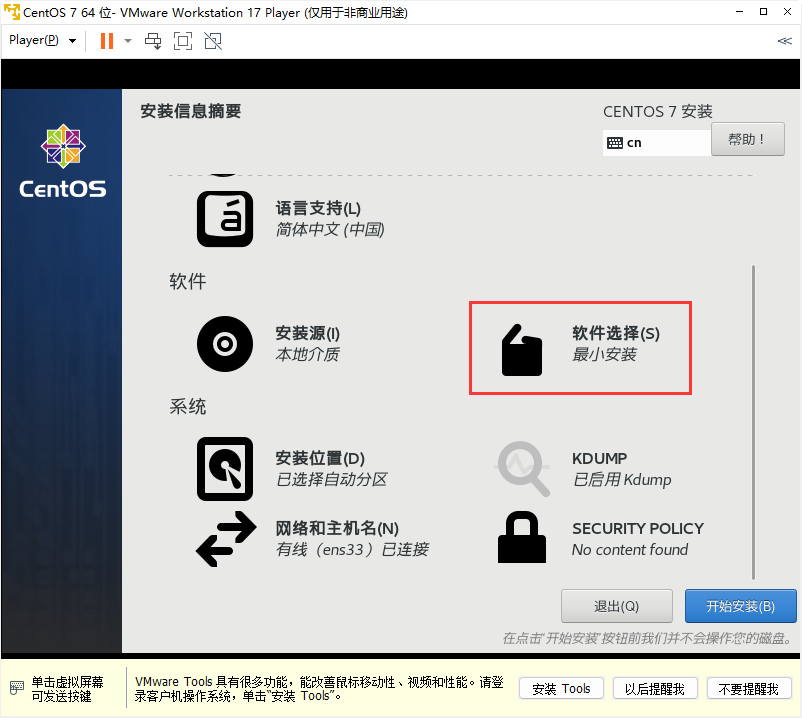 CentOS 7 64 位- VMware Workstation 17 Player (仅用于非商业用途)
Player(P)
安装信息摘要
CENTOS 7 安装
cn
帮助！
CentOS
语言支持(L)
简体中文 (中国)
软件
安装源(I)
本地介质
软件选择(S)
最小安装
系统
安装位置(D)
已选择自动分区
KDUMP
已启用 Kdump
网络和主机名(N)
有线（ens33）已连接
SECURITY POLICY
No content found
退出(Q)
开始安装(B)
在点击“开始安装”按钮前我们并不会操作您的磁盘。
单击虚拟屏幕
可发送按键
VMware Tools 具有很多功能，能改善鼠标移动性、视频和性能。请登
录客户机操作系统，单击“安装 Tools”。
安装 Tools
以后提醒我
不要提醒我